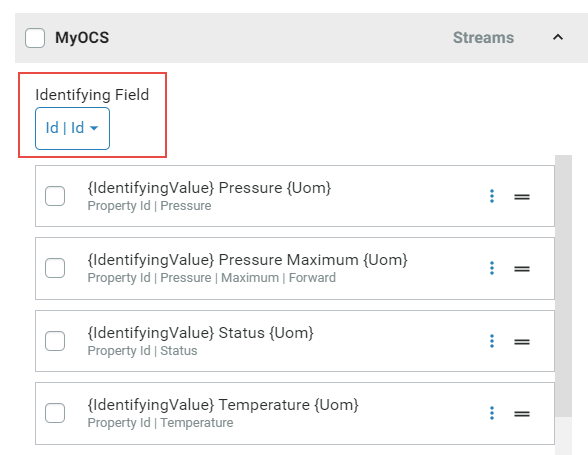 MyOCS Streams
Identifying Field
Id | Id
{IdentifyingValue} Pressure {Uom}
Property Id | Pressure
{IdentifyingValue} Pressure Maximum {Uom}
Property Id | Pressure | Maximum | Forward
{IdentifyingValue} Status {Uom}
Property Id | Status
{IdentifyingValue} Temperature {Uom}
Property Id | Temperature